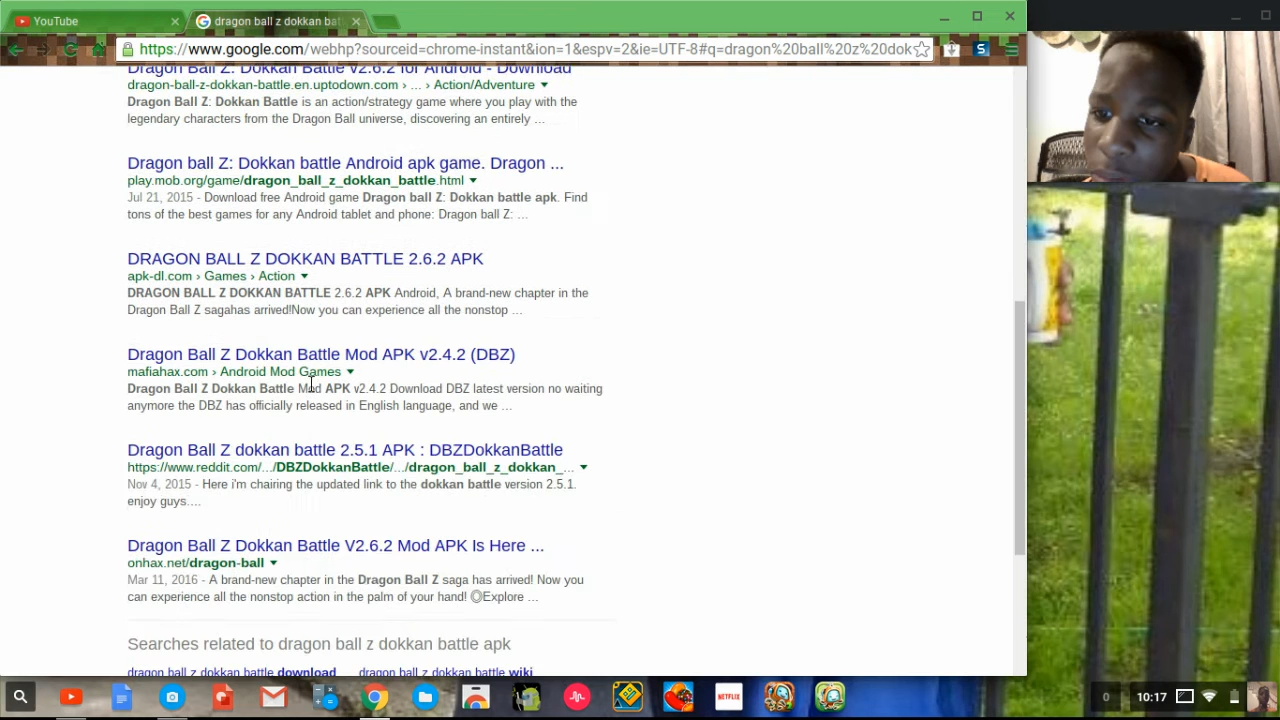 YouTube
dragon ball z dokkan bat
https://www.google.com/webhp?sourceid=chrome-instant&ion=1&espv=2&ie=UTF-8#q=dragon%20ball%20z%20dok
Dragon Ball Z: Dokkan Battle v2.6.2 for Android - Download
dragon-ball-z-dokkan-battle.en.uptodown.com › ... › Action/Adventure
Dragon Ball Z: Dokkan Battle is an action/strategy game where you play with the
legendary characters from the Dragon Ball universe, discovering an entirely ...
Dragon ball Z: Dokkan battle Android apk game. Dragon ...
play.mob.org/game/dragon_ball_z_dokkan_battle.html
Jul 21, 2015 - Download free Android game Dragon ball Z: Dokkan battle apk. Find
tons of the best games for any Android tablet and phone: Dragon ball Z: ...
DRAGON BALL Z DOKKAN BATTLE 2.6.2 APK
apk-dl.com › Games › Action
DRAGON BALL Z DOKKAN BATTLE 2.6.2 APK Android, A brand-new chapter in the
Dragon Ball Z sagahas arrived!Now you can experience all the nonstop ...
Dragon Ball Z Dokkan Battle Mod APK v2.4.2 (DBZ)
mafiahax.com › Android Mod Games
Dragon Ball Z Dokkan Battle Mod APK v2.4.2 Download DBZ latest version no waiting
anymore the DBZ has officially released in English language, and we ...
Dragon Ball Z dokkan battle 2.5.1 APK : DBZDokkanBattle
https://www.reddit.com/.../DBZDokkanBattle/.../dragon_ball_z_dokkan_...
Nov 4, 2015 - Here i'm chairing the updated link to the dokkan battle version 2.5.1.
enjoy guys....
Dragon Ball Z Dokkan Battle V2.6.2 Mod APK Is Here ...
onhax.net/dragon-ball
Mar 11, 2016 - A brand-new chapter in the Dragon Ball Z saga has arrived! Now you
can experience all the nonstop action in the palm of your hand! ◎Explore ...
Searches related to dragon ball z dokkan battle apk
dragon ball z dokkan battle download dragon ball z dokkan battle wiki
NETFLIX
0 10:17